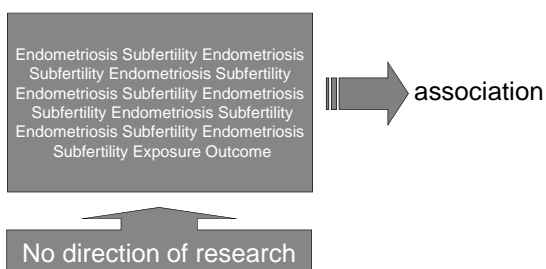 Endometriosis Subfertility Endometriosis
Subfertility Endometriosis Subfertility
Endometriosis Subfertility Endometriosis
Subfertility Endometriosis Subfertility
Endometriosis Subfertility Endometriosis
Subfertility Exposure Outcome
association
No direction of research